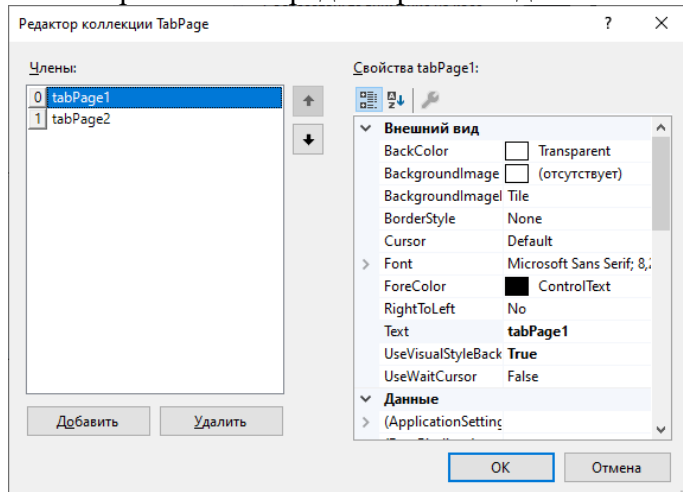 Редактор коллекции TabPage
?
Члены:
0 tabPage1
1 tabPage2
Добавить
Удалить
Свойства tabPage1:
Внешний вид
BackColor Transparent
BackgroundImage (отсутствует)
BackgroundImageI Tile
BorderStyle None
Cursor Default
Font Microsoft Sans Serif; 8,2
ForeColor ControlText
RightToLeft No
Text tabPage1
UseVisualStyleBack True
UseWaitCursor False
Данные
(ApplicationSetting
OK
Отмена